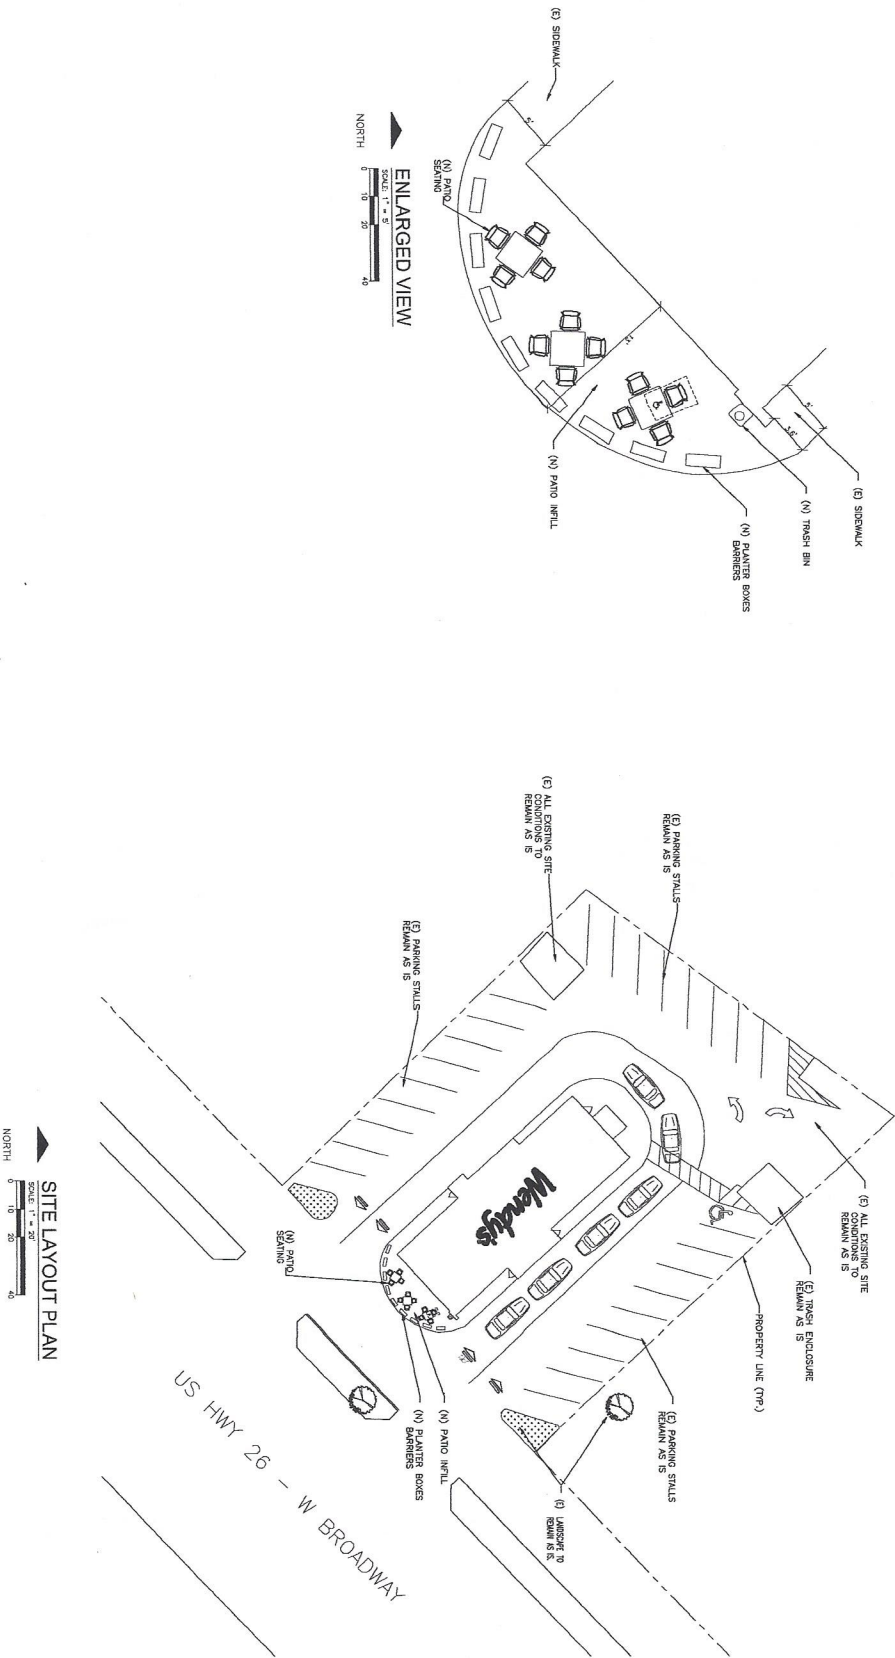 (E) SIDEWALK
5'
(N) PATIO
SEATING
15'
(N) PATIO INFILL
5'
3.6'
(E) SIDEWALK
(N) TRASH BIN
(N) PLANTER BOXES
BARRIERS
ENLARGED VIEW
SCALE: 1" = 5'
0 10 20 40
NORTH
(E) ALL EXISTING SITE
CONDITIONS TO
REMAIN AS IS
(E) PARKING STALLS
REMAIN AS IS
(E) PARKING STALLS
REMAIN AS IS
(E) ALL EXISTING SITE
CONDITIONS TO
REMAIN AS IS
(E) TRASH ENCLOSURE
REMAIN AS IS
PROPERTY LINE (TYP.)
(E) PARKING STALLS
REMAIN AS IS
(E) LANDSCAPE TO
REMAIN AS IS.
Wendy's
(N) PATIO
SEATING
(N) PATIO INFILL
(N) PLANTER BOXES
BARRIERS
US HWY 26 - W BROADWAY
SITE LAYOUT PLAN
SCALE: 1" = 20'
0 10 20 40
NORTH